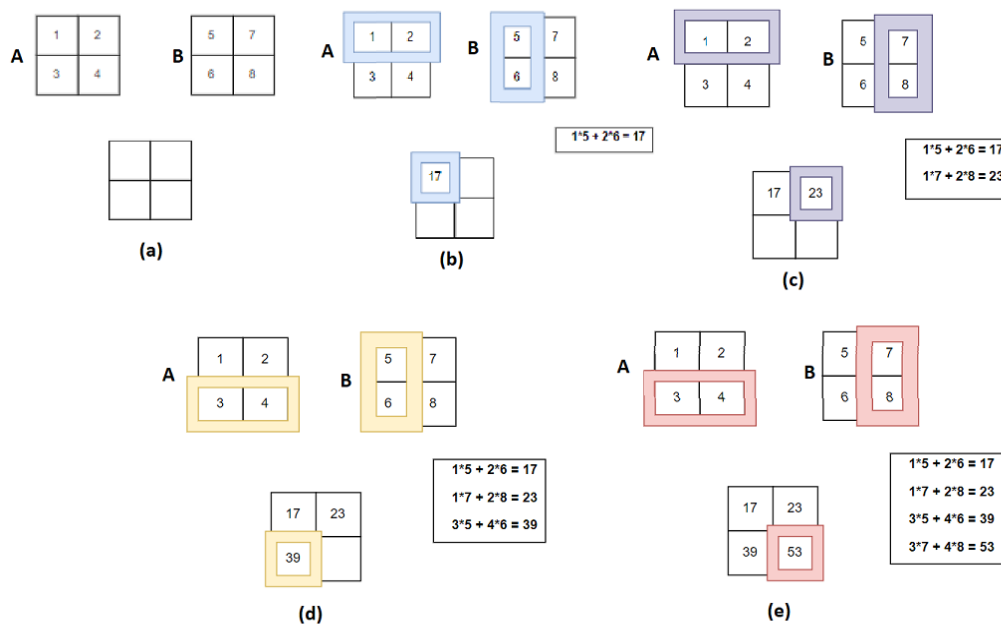 A
1 2
3 4
B
5 7
6 8
(a)
A
1 2
3 4
B
5 7
6 8
1*5 + 2*6 = 17
17
(b)
A
1 2
3 4
B
5 7
6 8
1*5 + 2*6 = 17
1*7 + 2*8 = 23
17 23
(c)
A
1 2
3 4
B
5 7
6 8
1*5 + 2*6 = 17
1*7 + 2*8 = 23
3*5 + 4*6 = 39
17 23
39
(d)
A
1 2
3 4
B
5 7
6 8
1*5 + 2*6 = 17
1*7 + 2*8 = 23
3*5 + 4*6 = 39
3*7 + 4*8 = 53
17 23
39 53
(e)